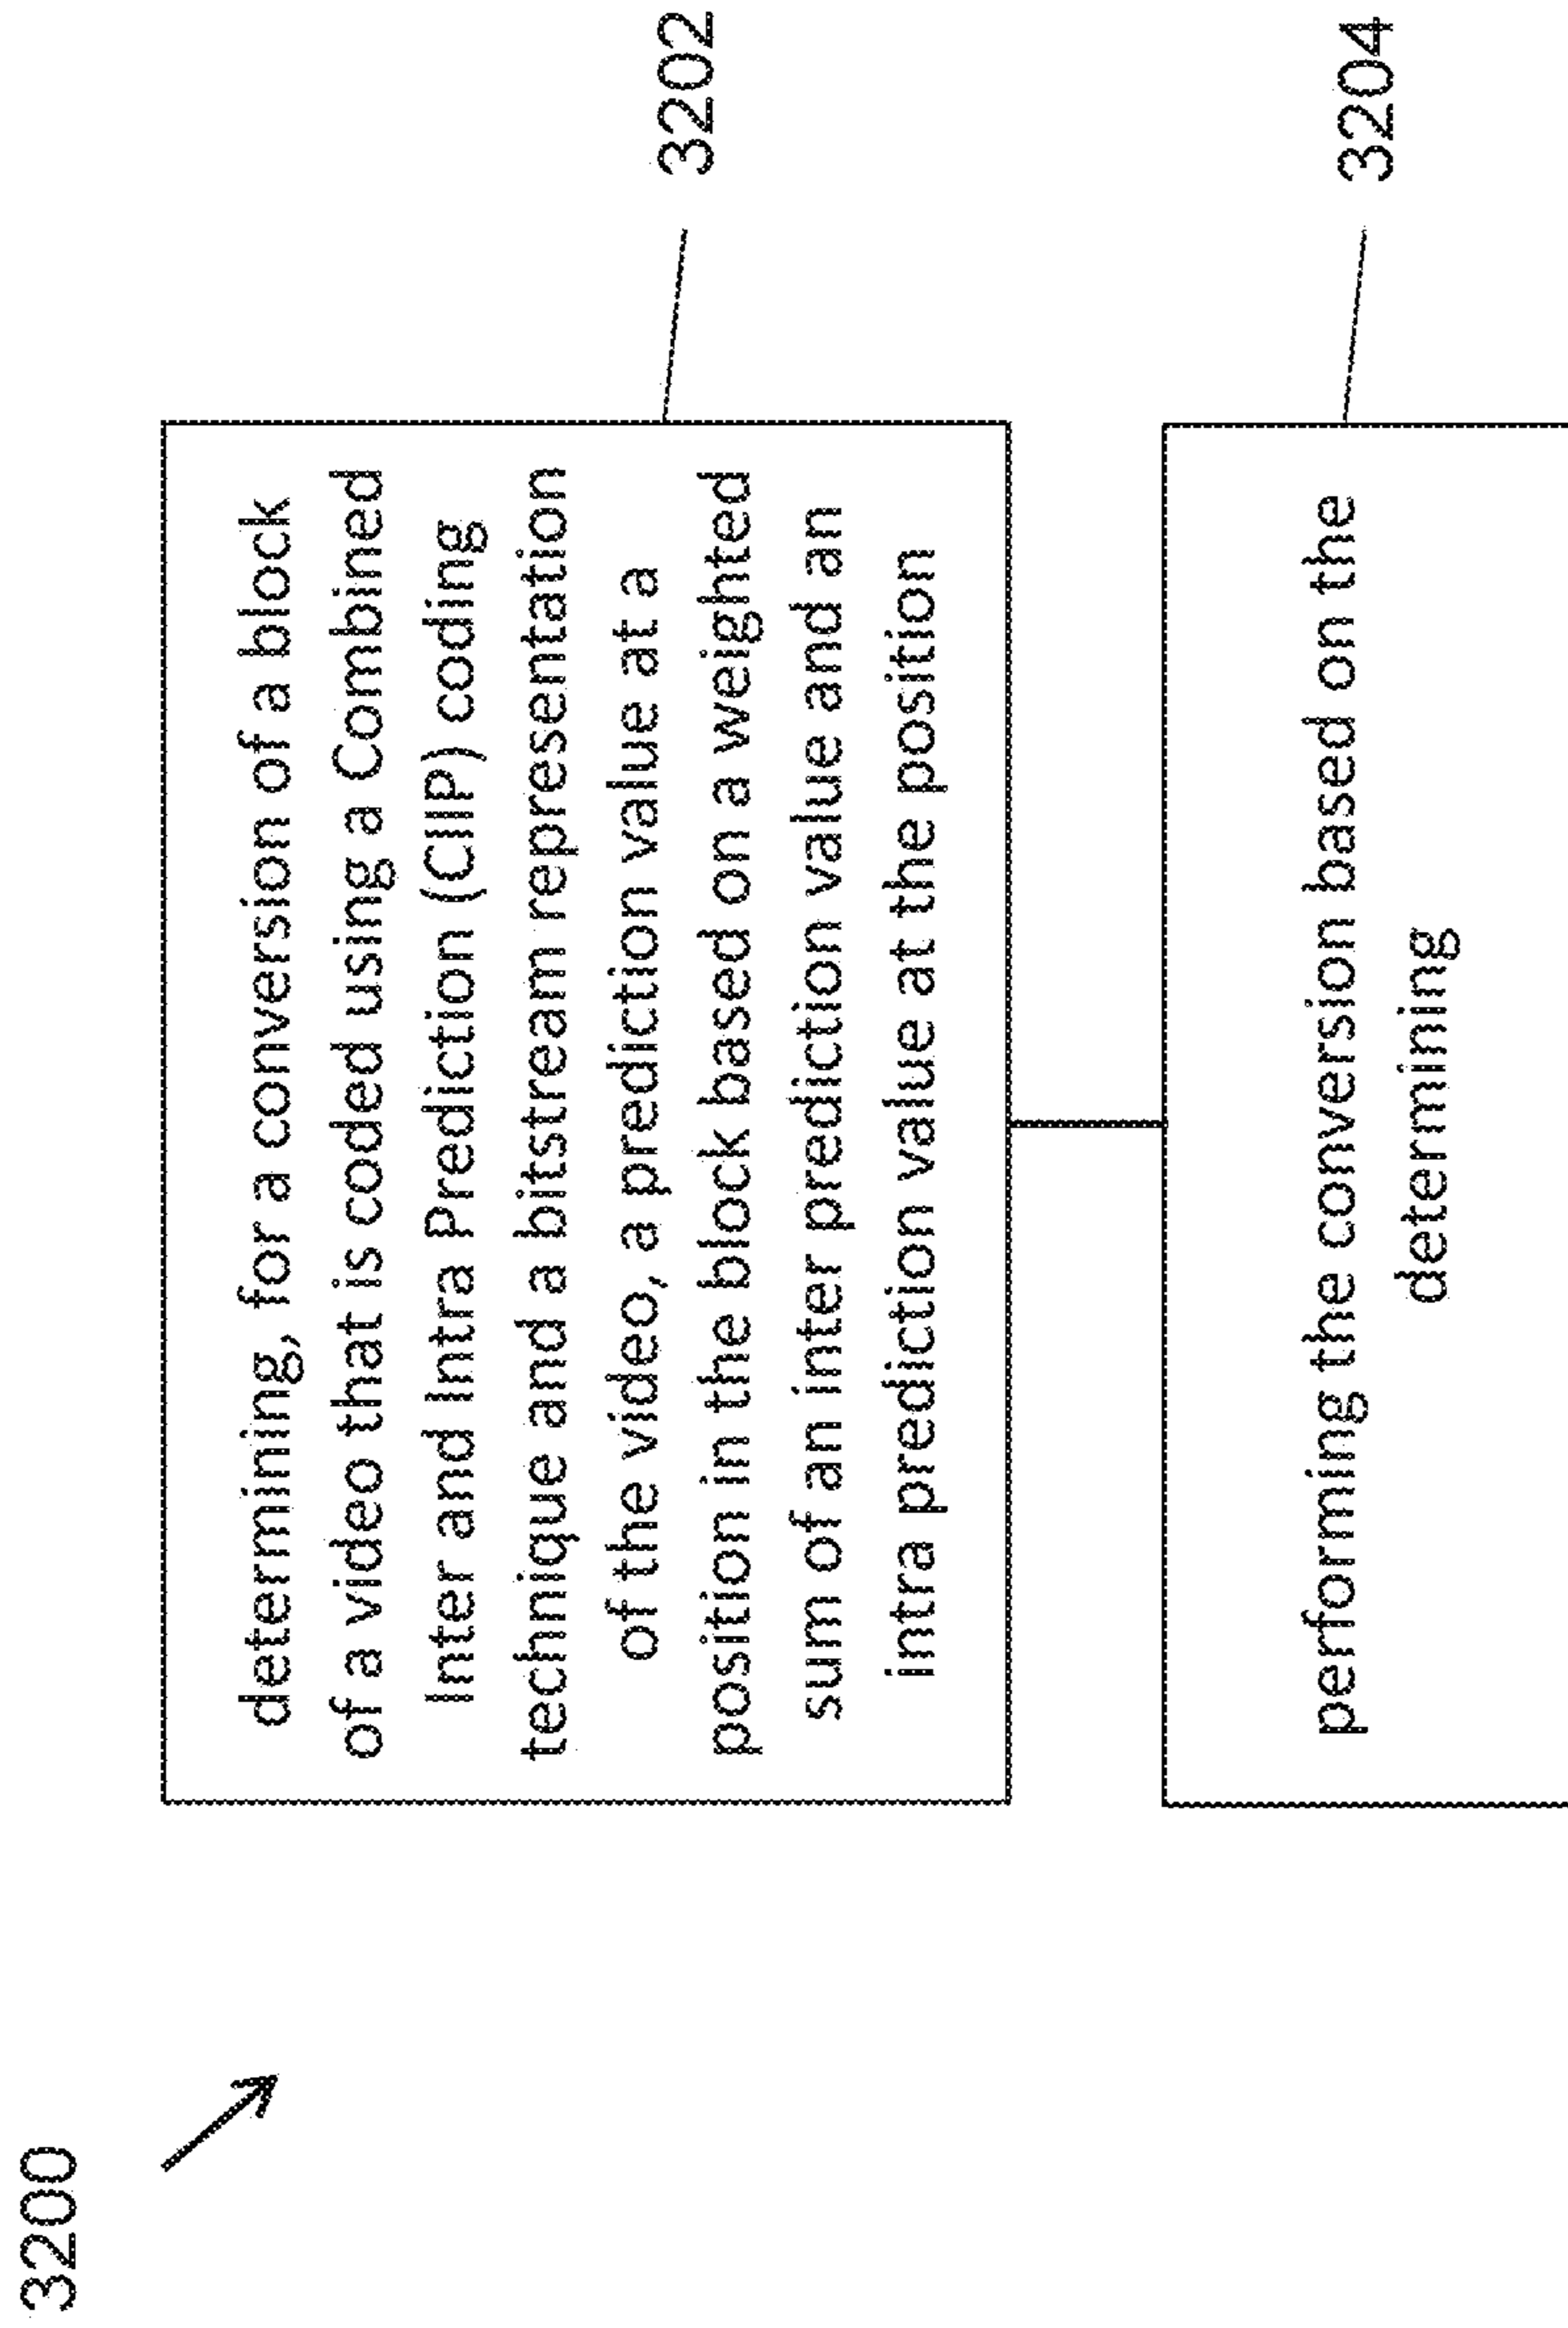 3200
determining, for a conversion of a block
of a video that is coded using a Combined
Inter and Intra Prediction (CIIP) coding
technique and a bitstream representation
of the video, a prediction value at a
position in the block based on a weighted
sum of an inter prediction value and an
intra prediction value at the position
3202
performing the conversion based on the
determining
3204